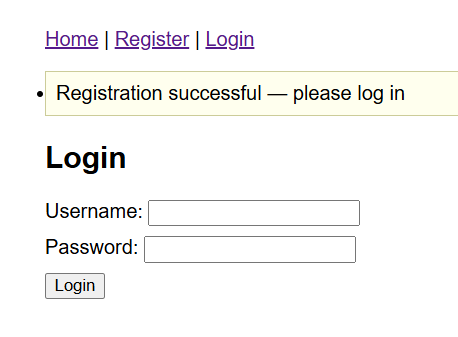 Home | Register | Login
Registration successful — please log in
Login
Username:
Password:
Login